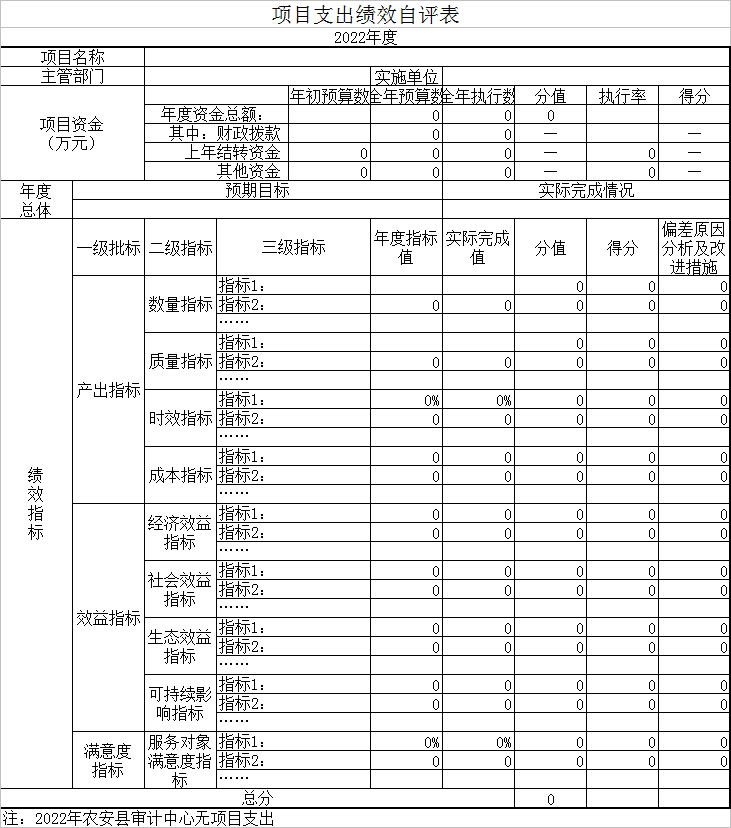 项目支出绩效自评表
2022年度
项目名称
主管部门 实施单位
项目资金（万元） 年初预算数 全年预算数 全年执行数 分值 执行率 得分
年度资金总额： 0 0 0
其中：财政拨款 0 0 — —
上年结转资金 0 0 0 — 0 —
其他资金 0 0 0 — 0 —
年度总体 预期目标 实际完成情况
绩效指标 一级批标 二级指标 三级指标 年度指标值 实际完成值 分值 得分 偏差原因分析及改进措施
产出指标 数量指标 指标1： 0 0 0
指标2： 0 0 0 0 0
……
质量指标 指标1： 0 0 0
指标2： 0 0 0 0 0
……
时效指标 指标1： 0% 0% 0 0 0
指标2： 0 0 0 0 0
……
成本指标 指标1： 0 0 0 0 0
指标2： 0 0 0 0 0
……
效益指标 经济效益指标 指标1： 0 0 0 0 0
指标2： 0 0 0 0 0
……
社会效益指标 指标1： 0 0 0 0 0
指标2： 0 0 0 0 0
……
生态效益指标 指标1： 0 0 0 0 0
指标2： 0 0 0 0 0
……
可持续影响指标 指标1： 0 0 0 0 0
指标2： 0 0 0 0 0
……
满意度指标 服务对象满意度指标 指标1： 0% 0% 0 0 0
指标2： 0 0 0 0 0
……
总分 0
注：2022年农安县审计中心无项目支出